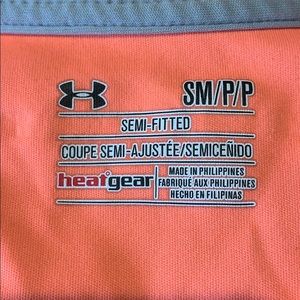 SM/P/P
SEMI-FITTED
COUPE SEMI-AJUSTÉE/SEMICEÑIDO
heatgear
MADE IN PHILIPPINES
FABRIQUÉ AUX PHILIPPINES
HECHO EN FILIPINAS